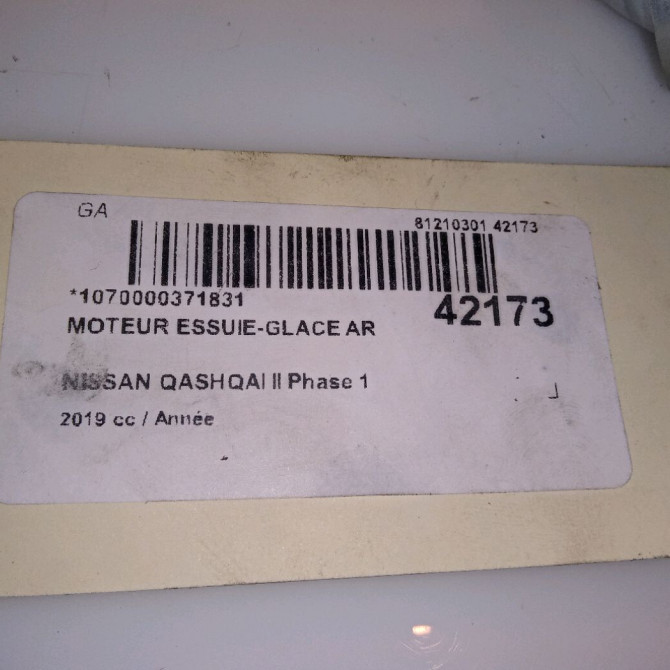 GA
81210301 42173
*1070000371831
42173
MOTEUR ESSUIE-GLACE AR
NISSAN QASHQAI II Phase 1
2019 cc / Année